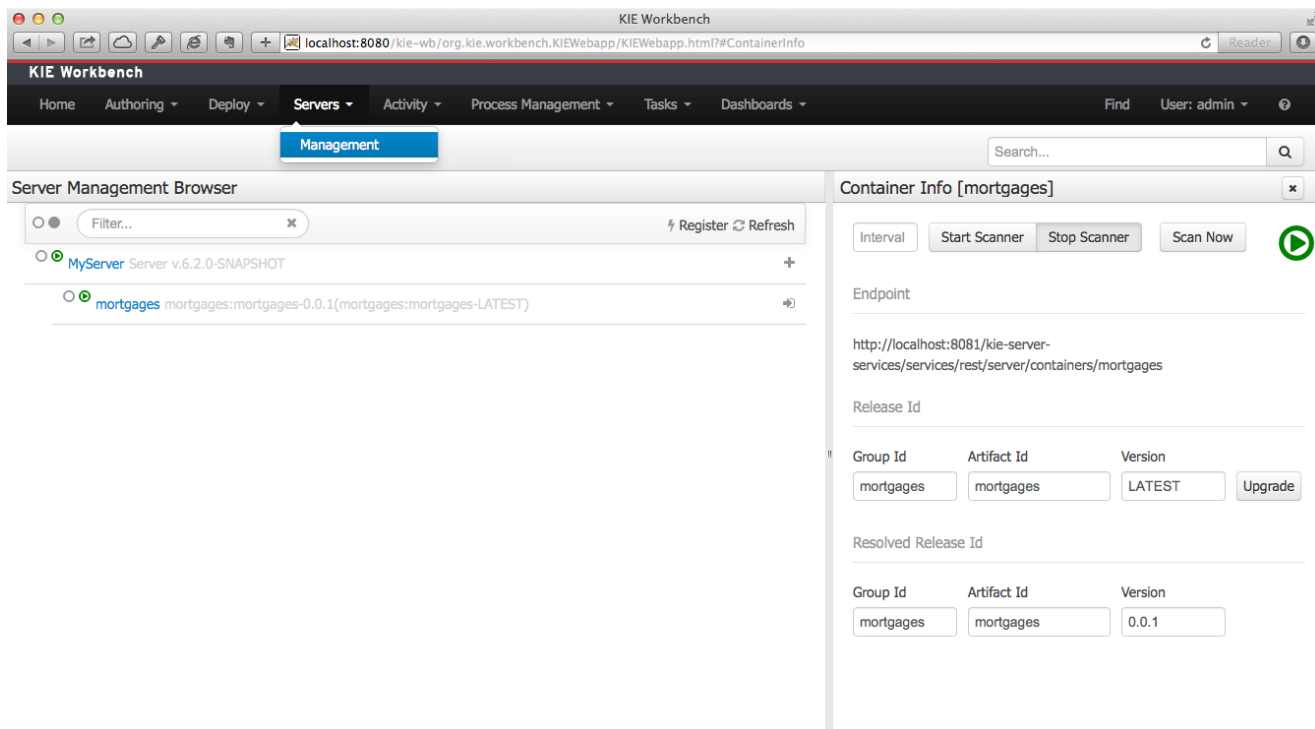 KIE Workbench
localhost:8080/kie-wb/org.kie.workbench.KIEWebapp/KIEWebapp.html?#ContainerInfo
Reader
KIE Workbench
Home Authoring Deploy Servers Activity Process Management Tasks Dashboards Find User: admin
Management
Search...
Server Management Browser
Filter...
Register Refresh
MyServer Server v.6.2.0-SNAPSHOT
mortgages mortgages:mortgages-0.0.1(mortgages:mortgages-LATEST)
Container Info [mortgages]
Interval Start Scanner Stop Scanner Scan Now
Endpoint
http://localhost:8081/kie-server-
services/services/rest/server/containers/mortgages
Release Id
Group Id Artifact Id Version
mortgages mortgages LATEST Upgrade
Resolved Release Id
Group Id Artifact Id Version
mortgages mortgages 0.0.1